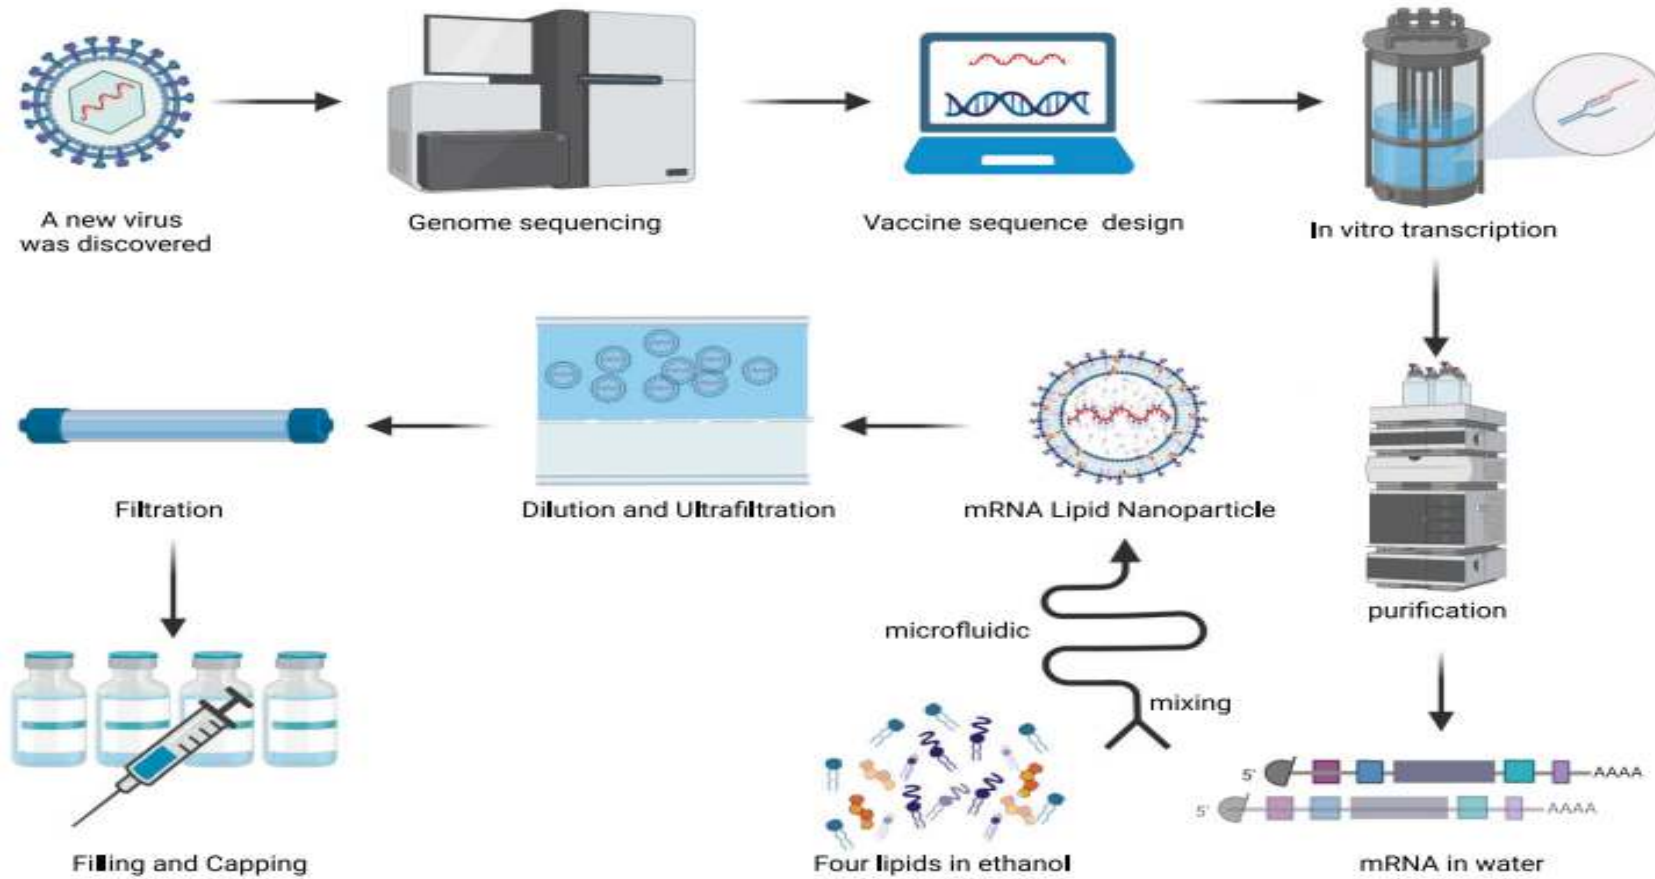 A new virus
was discovered
Genome sequencing
Vaccine sequence design
In vitro transcription
Filtration
Dilution and Ultrafiltration
mRNA Lipid Nanoparticle
purification
microfluidic
mixing
5' AAAA
5' AAAA
Filling and Capping
Four lipids in ethanol
mRNA in water